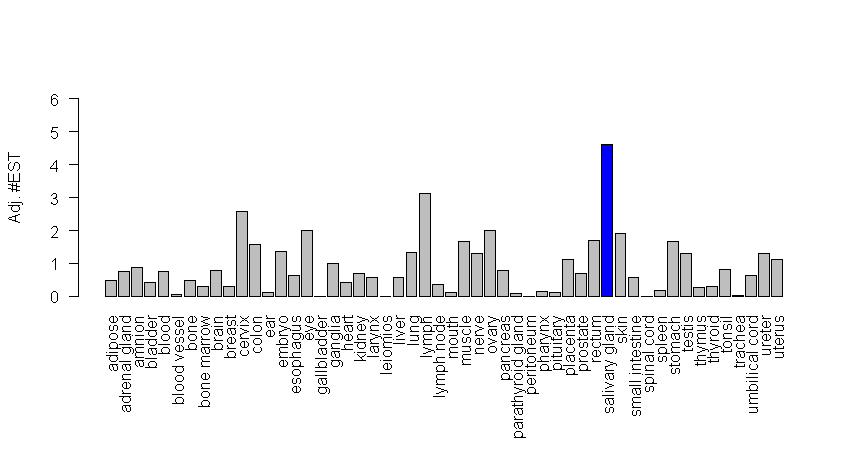 Adj. #EST
6
5
4
3
2
1
0
adipose
adrenal gland
amnion
bladder
blood
blood vessel
bone
bone marrow
brain
breast
cervix
colon
ear
embryo
esophagus
eye
gallbladder
ganglia
heart
kidney
larynx
leiomios
liver
lung
lymph
lymph node
mouth
muscle
nerve
ovary
pancreas
parathyroid gland
peritoneum
pharynx
pituitary
placenta
prostate
rectum
salivary gland
skin
small intestine
spinal cord
spleen
stomach
testis
thymus
thyroid
tonsil
trachea
umbilical cord
ureter
uterus